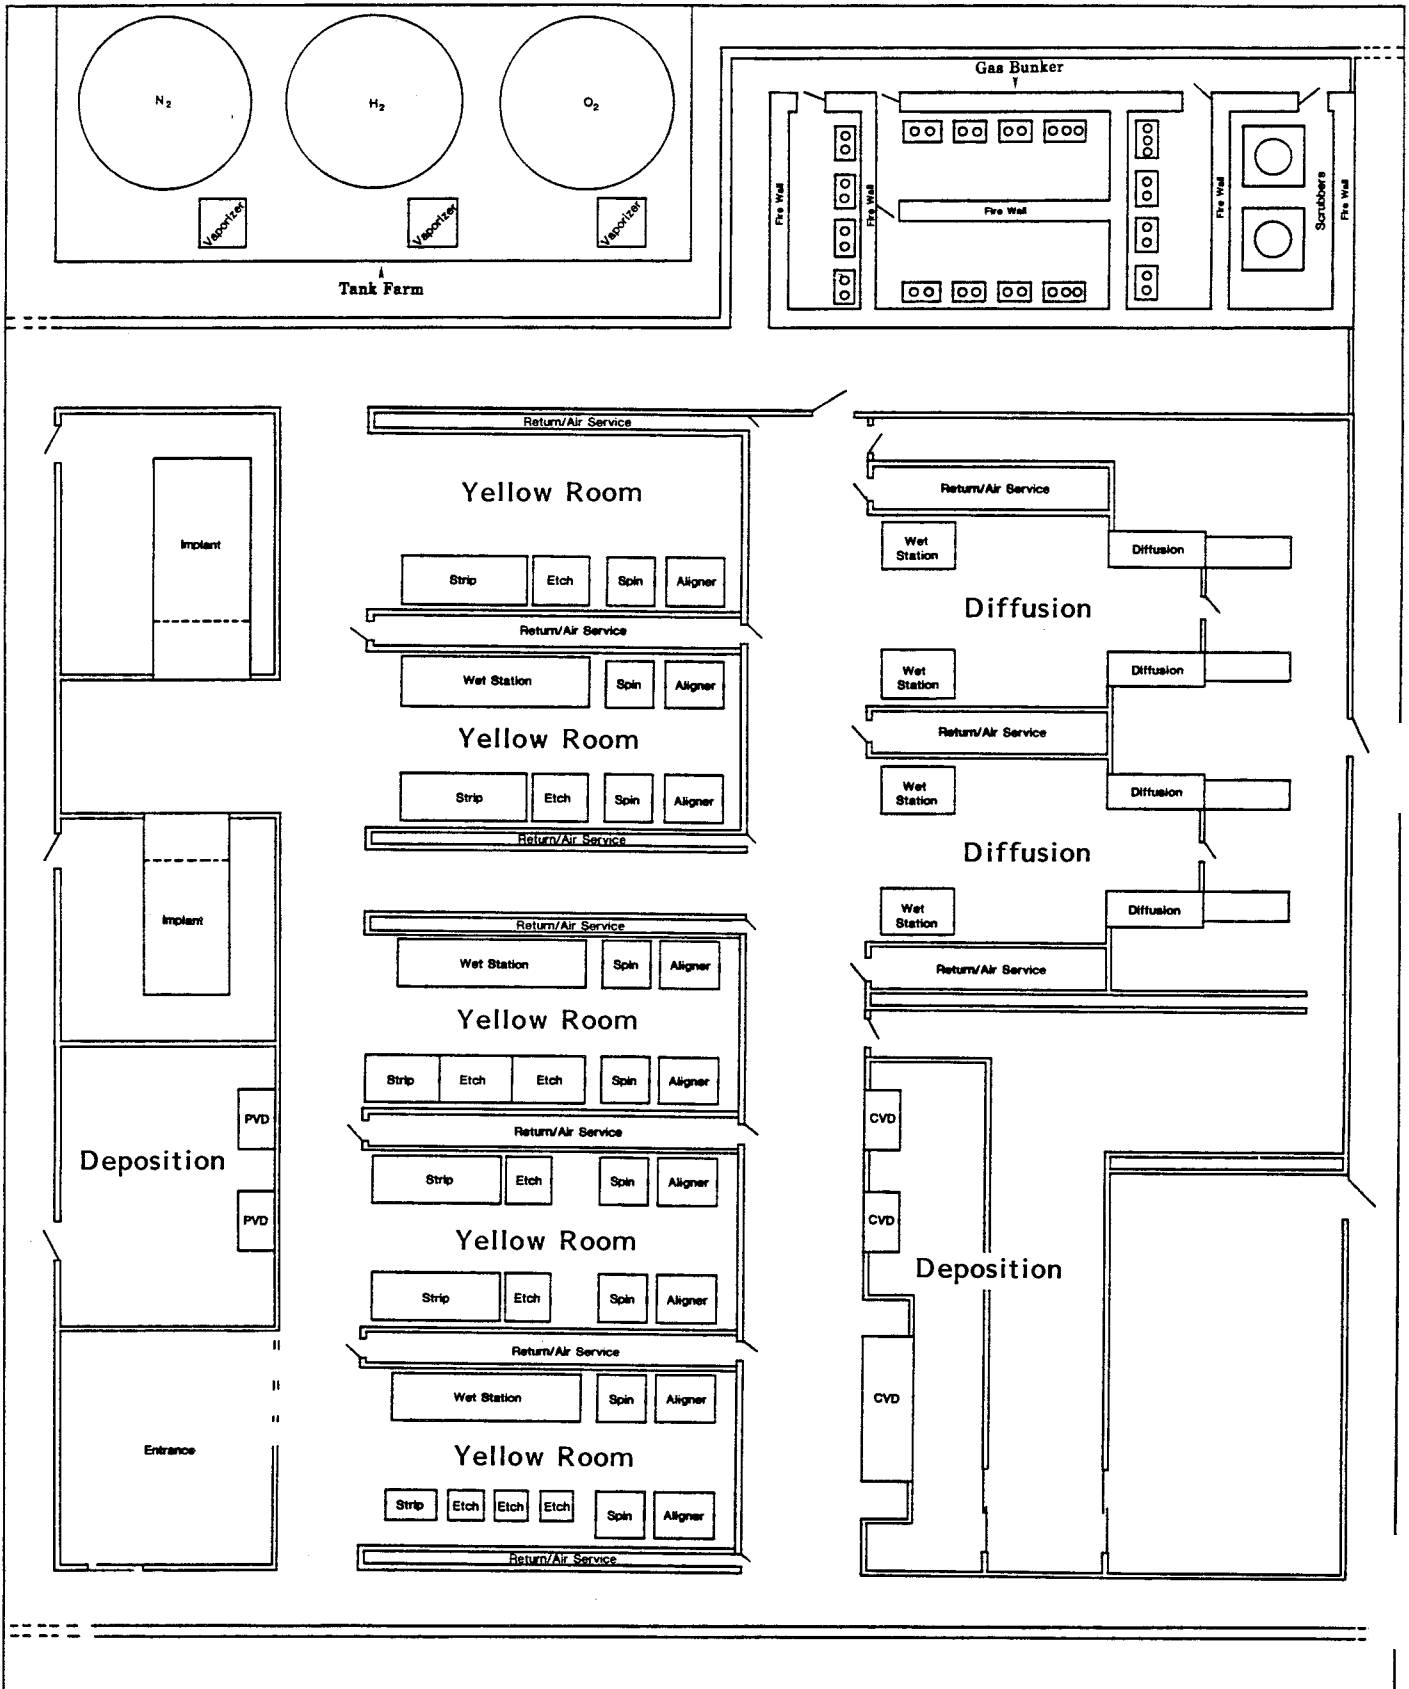 Gas Bunker
N2
H2
O2
Vaporizer
Vaporizer
Vaporizer
Tank Farm
Fire Wall
Fire Wall
Fire Wall
Fire Wall
Scrubbers
Fire Wall
Implant
Implant
PVD
Deposition
PVD
Entrance
Return/Air Service
Yellow Room
Strip
Etch
Spin
Aligner
Return/Air Service
Wet Station
Spin
Aligner
Yellow Room
Strip
Etch
Spin
Aligner
Return/Air Service
Return/Air Service
Wet Station
Spin
Aligner
Yellow Room
Strip
Etch
Etch
Spin
Aligner
Return/Air Service
Strip
Etch
Spin
Aligner
Yellow Room
Strip
Etch
Spin
Aligner
Return/Air Service
Wet Station
Spin
Aligner
Yellow Room
Strip
Etch
Etch
Etch
Spin
Aligner
Return/Air Service
Return/Air Service
Wet
Station
Diffusion
Diffusion
Wet
Station
Diffusion
Return/Air Service
Wet
Station
Diffusion
Diffusion
Wet
Station
Diffusion
Return/Air Service
CVD
CVD
Deposition
CVD